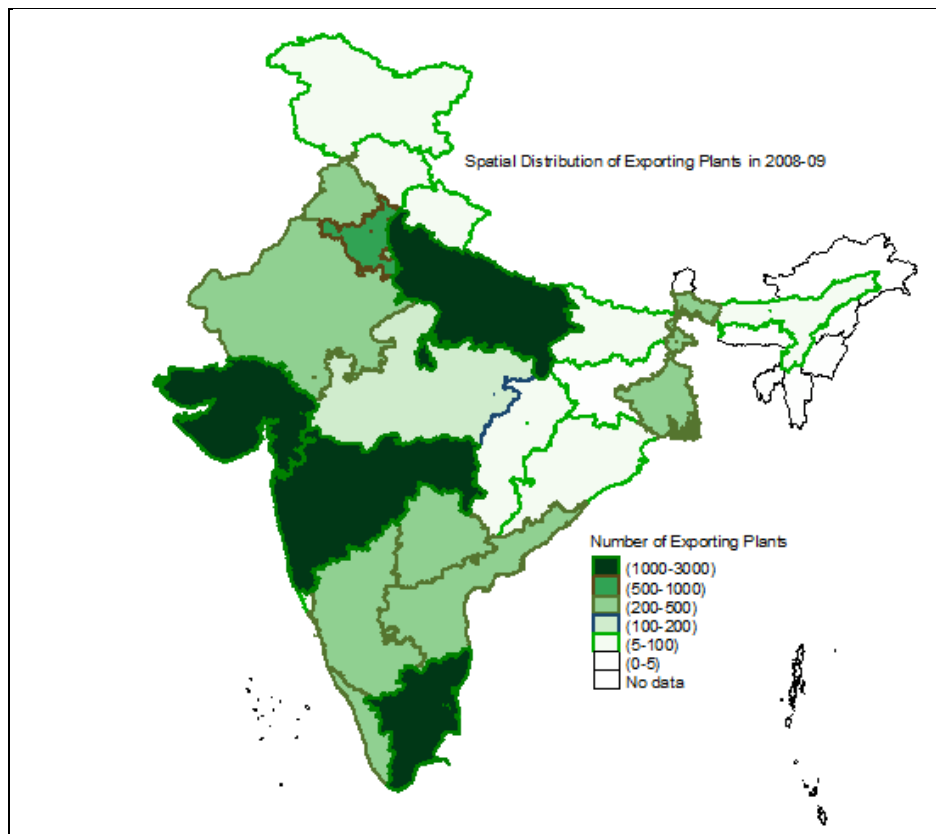 Spatial Distribution of Exporting Plants in 2008-09
Number of Exporting Plants
(1000-3000)
(500-1000)
(200-500)
(100-200)
(5-100)
(0-5)
No data